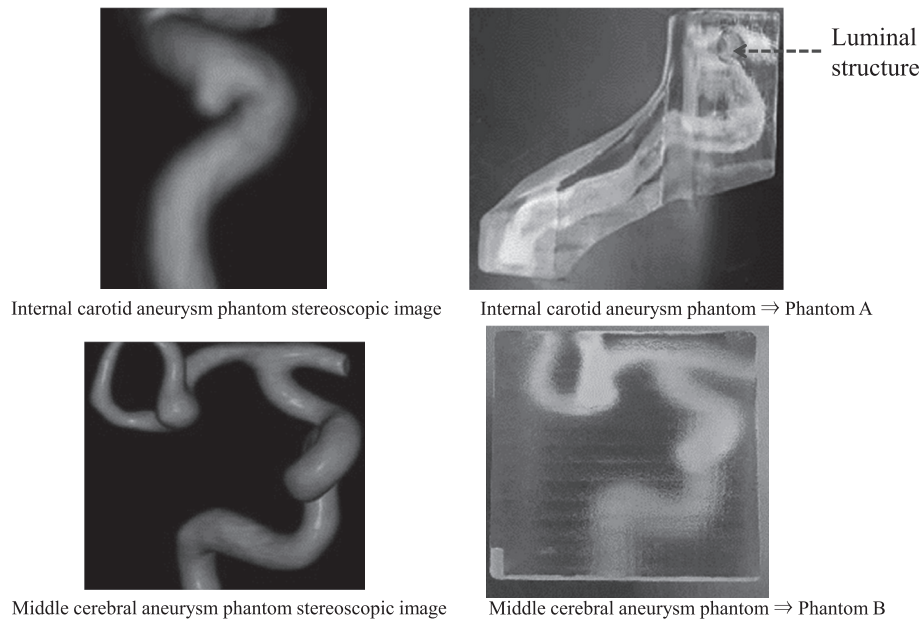 Luminal
structure
Internal carotid aneurysm phantom stereoscopic image
Internal carotid aneurysm phantom ⇒ Phantom A
Middle cerebral aneurysm phantom stereoscopic image
Middle cerebral aneurysm phantom ⇒ Phantom B